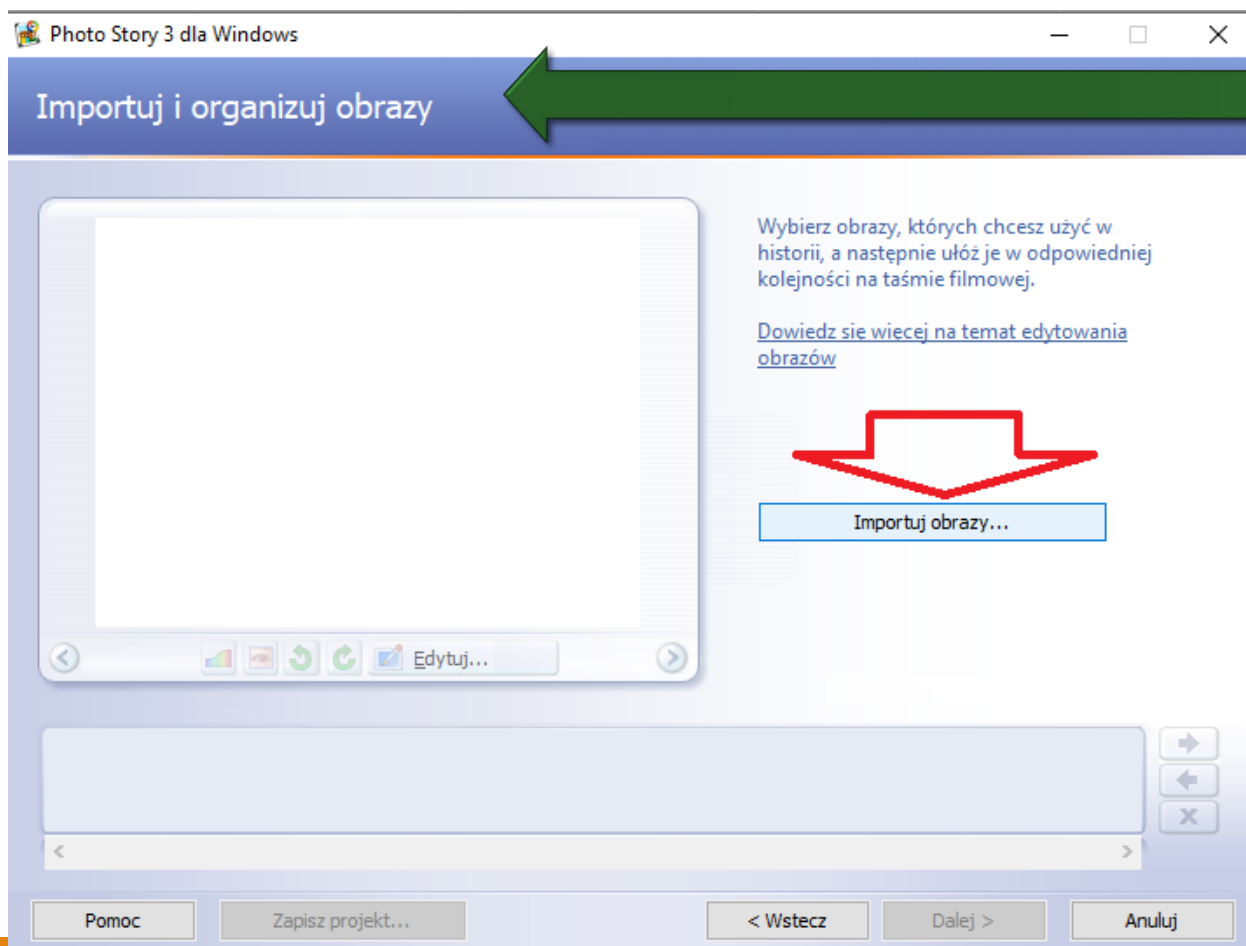 Photo Story 3 dla Windows
Importuj i organizuj obrazy
Wybierz obrazy, których chcesz użyć w
historii, a następnie ułóż je w odpowiedniej
kolejności na taśmie filmowej.
Dowiedz się więcej na temat edytowania
obrazów
Importuj obrazy...
Edytuj...
Pomoc
Zapisz projekt...
< Wstecz
Dalej >
Anuluj